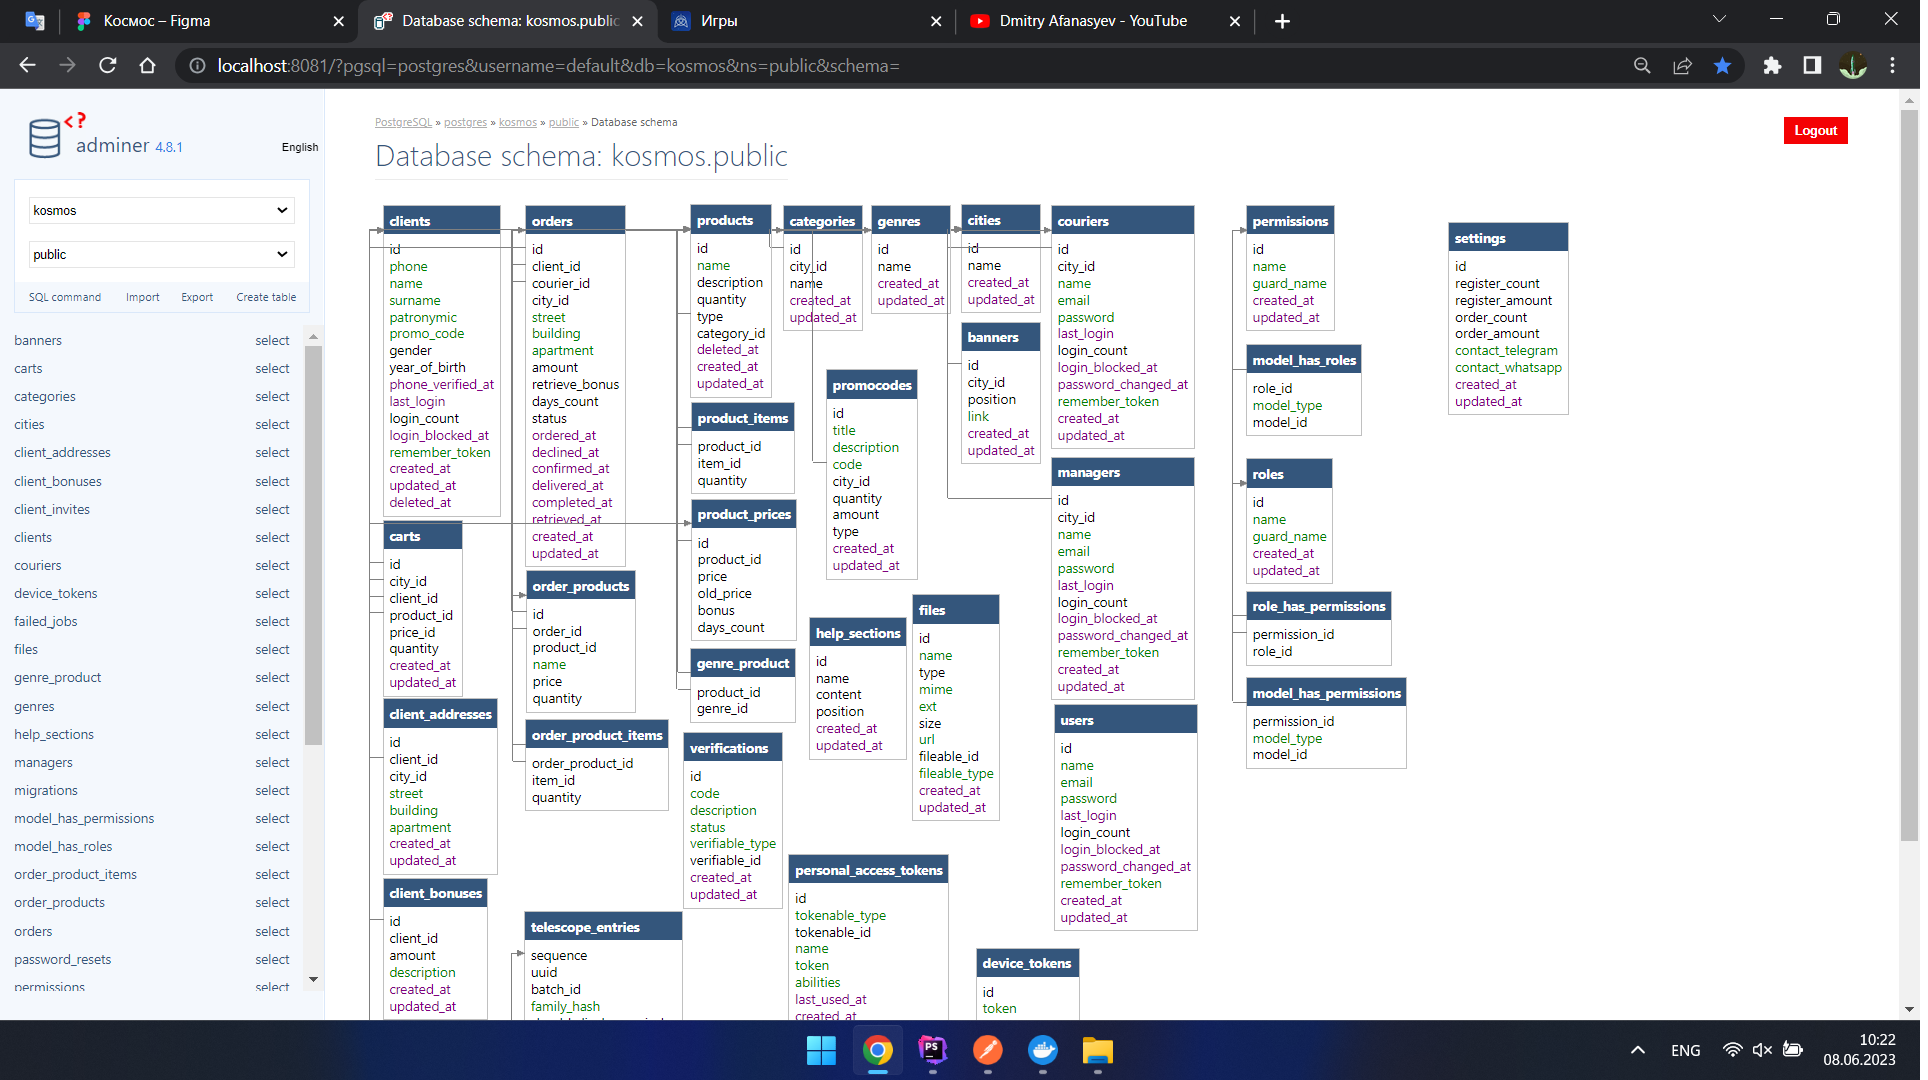 Космос – Figma
Database schema: kosmos.public
Игры
Dmitry Afanasyev - YouTube
localhost:8081/?pgsql=postgres&username=default&db=kosmos&ns=public&schema=
adminer 4.8.1
English
kosmos
public
SQL command
Import
Export
Create table
banners select
carts select
categories select
cities select
client_addresses select
client_bonuses select
client_invites select
clients select
couriers select
device_tokens select
failed_jobs select
files select
genre_product select
genres select
help_sections select
managers select
migrations select
model_has_permissions select
model_has_roles select
order_product_items select
order_products select
orders select
password_resets select
permissions select
PostgreSQL » postgres » kosmos » public » Database schema
Logout
Database schema: kosmos.public
clients
id
phone
name
surname
patronymic
promo_code
gender
year_of_birth
phone_verified_at
last_login
login_count
login_blocked_at
remember_token
created_at
updated_at
deleted_at
carts
id
city_id
client_id
product_id
price_id
quantity
created_at
updated_at
client_addresses
id
client_id
city_id
street
building
apartment
created_at
updated_at
client_bonuses
id
client_id
amount
description
created_at
updated_at
orders
id
client_id
courier_id
city_id
street
building
apartment
amount
retrieve_bonus
days_count
status
ordered_at
declined_at
confirmed_at
delivered_at
completed_at
retrieved_at
created_at
updated_at
order_products
id
order_id
product_id
name
price
quantity
order_product_items
order_product_id
item_id
quantity
telescope_entries
sequence
uuid
batch_id
family_hash
products
id
name
description
quantity
type
category_id
deleted_at
created_at
updated_at
product_items
product_id
item_id
quantity
product_prices
id
product_id
price
old_price
bonus
days_count
genre_product
product_id
genre_id
verifications
id
code
description
status
verifiable_type
verifiable_id
created_at
updated_at
categories
id
city_id
name
created_at
updated_at
promocodes
id
title
description
code
city_id
quantity
amount
type
created_at
updated_at
help_sections
id
name
content
position
created_at
updated_at
personal_access_tokens
id
tokenable_type
tokenable_id
name
token
abilities
last_used_at
created_at
genres
id
name
created_at
updated_at
files
id
name
type
mime
ext
size
url
fileable_id
fileable_type
created_at
updated_at
cities
id
name
created_at
updated_at
banners
id
city_id
position
link
created_at
updated_at
device_tokens
id
token
couriers
id
city_id
name
email
password
last_login
login_count
login_blocked_at
password_changed_at
remember_token
created_at
updated_at
managers
id
city_id
name
email
password
last_login
login_count
login_blocked_at
password_changed_at
remember_token
created_at
updated_at
users
id
name
email
password
last_login
login_count
login_blocked_at
password_changed_at
remember_token
created_at
updated_at
permissions
id
name
guard_name
created_at
updated_at
model_has_roles
role_id
model_type
model_id
roles
id
name
guard_name
created_at
updated_at
role_has_permissions
permission_id
role_id
model_has_permissions
permission_id
model_type
model_id
settings
id
register_count
register_amount
order_count
order_amount
contact_telegram
contact_whatsapp
created_at
updated_at
PS
ENG
10:22
08.06.2023